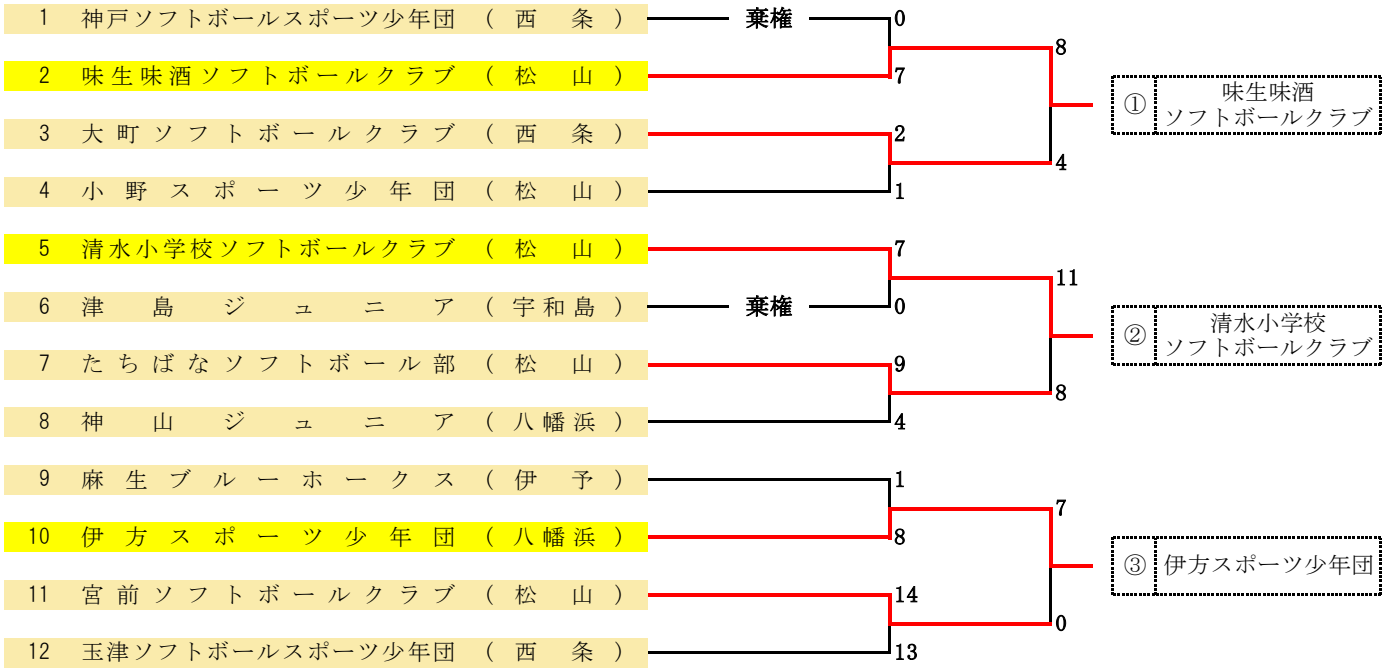 1 神戸ソフトボールスポーツ少年団 (西 条) 棄権 0
8
2 味生味酒ソフトボールクラブ (松 山) 7
① 味生味酒
ソフトボールクラブ
3 大町ソフトボールクラブ (西 条) 2
4
4 小野スポーツ少年団 (松 山) 1
5 清水小学校ソフトボールクラブ (松 山) 7
11
6 津島ジュニア (宇和島) 棄権 0
② 清水小学校
ソフトボールクラブ
7 たちばなソフトボール部 (松 山) 9
8
8 神山ジュニア (八幡浜) 4
9 麻生ブルーホークス (伊 予) 1
7
10 伊方スポーツ少年団 (八幡浜) 8
③ 伊方スポーツ少年団
11 宮前ソフトボールクラブ (松 山) 14
0
12 玉津ソフトボールスポーツ少年団 (西 条) 13